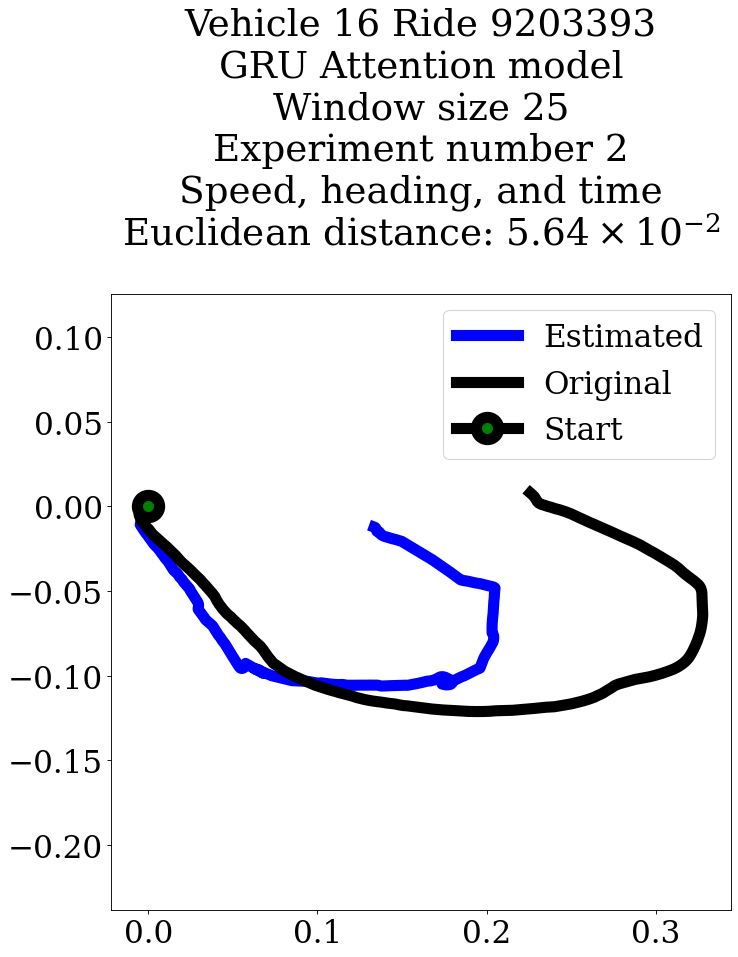 Vehicle 16 Ride 9203393
GRU Attention model
Window size 25
Experiment number 2
Speed, heading, and time
Euclidean distance: 5.64 × 10⁻²
Estimated
Original
Start
0.10
0.05
0.00
−0.05
−0.10
−0.15
−0.20
0.0 0.1 0.2 0.3